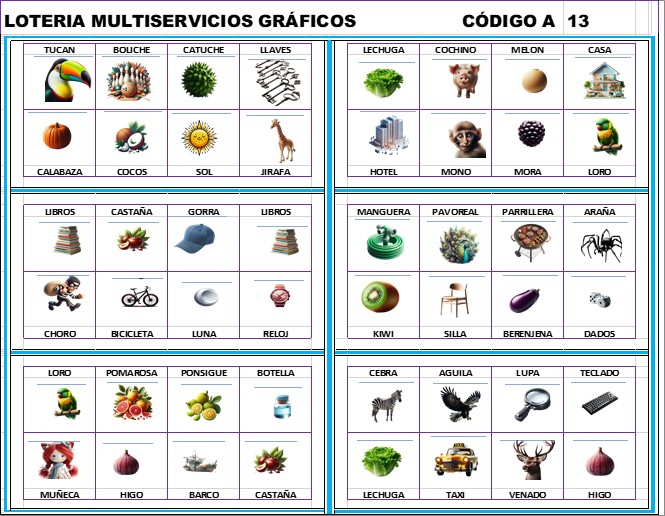 LOTERIA MULTISERVICIOS GRÁFICOS CÓDIGO A 13
TUCAN BOLICHE CATUCHE LLAVES
CALABAZA COCOS SOL JIRAFA
LECHUGA COCHINO MELON CASA
HOTEL MONO MORA LORO
LIBROS CASTAÑA GORRA LIBROS
CHORO BICICLETA LUNA RELOJ
MANGUERA PAVOREAL PARRILLERA ARAÑA
KIWI SILLA BERENJENA DADOS
LORO POMAROSA PONSIGUE BOTELLA
MUÑECA HIGO BARCO CASTAÑA
CEBRA AGUILA LUPA TECLADO
LECHUGA TAXI VENADO HIGO